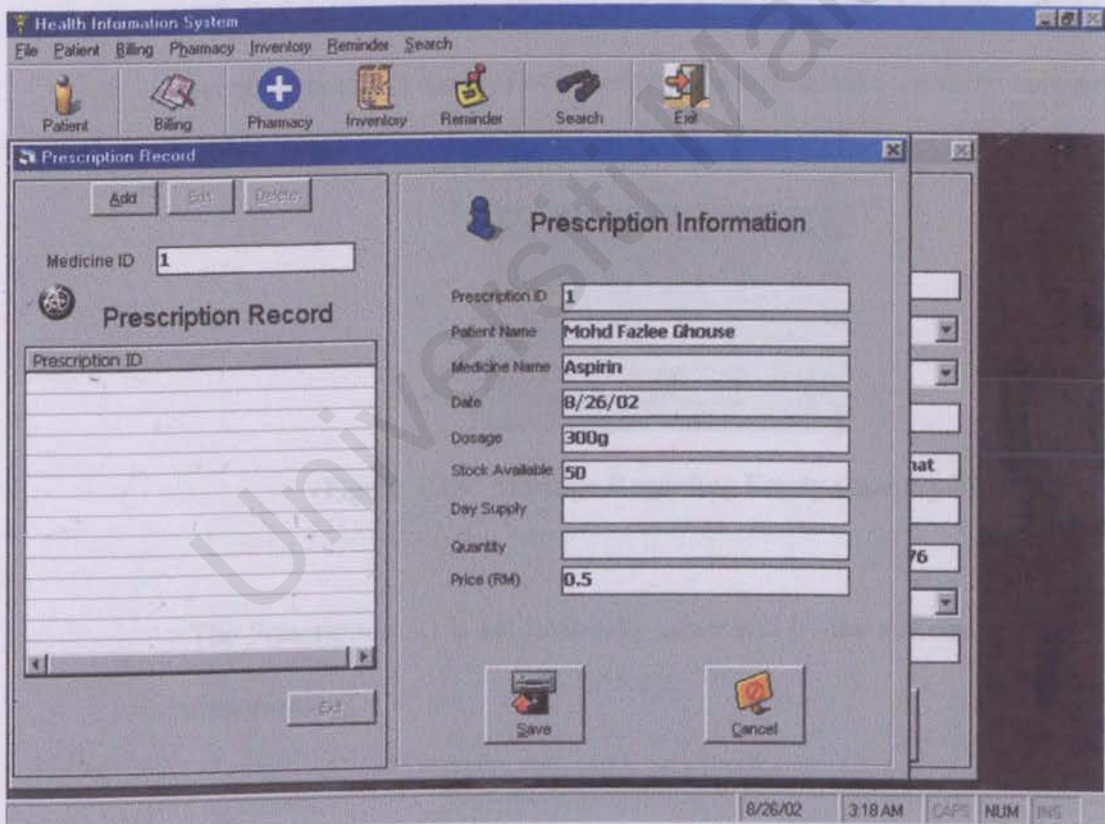 Health Information System
File Patient Billing Pharmacy Inventory Reminder Search
Patient Billing Pharmacy Inventory Reminder Search Exit
Prescription Record
Add Edit Delete
Medicine ID 1
Prescription Record
Prescription ID
Exit
Prescription Information
Prescription ID 1
Patient Name Mohd Fazlee Ghouse
Medicine Name Aspirin
Date 8/26/02
Dosage 300g
Stock Available 50
Day Supply
Quantity
Price (RM) 0.5
Save Cancel
hat
76
8/26/02 3:18 AM CAPS NUM INS
Universiti Mala